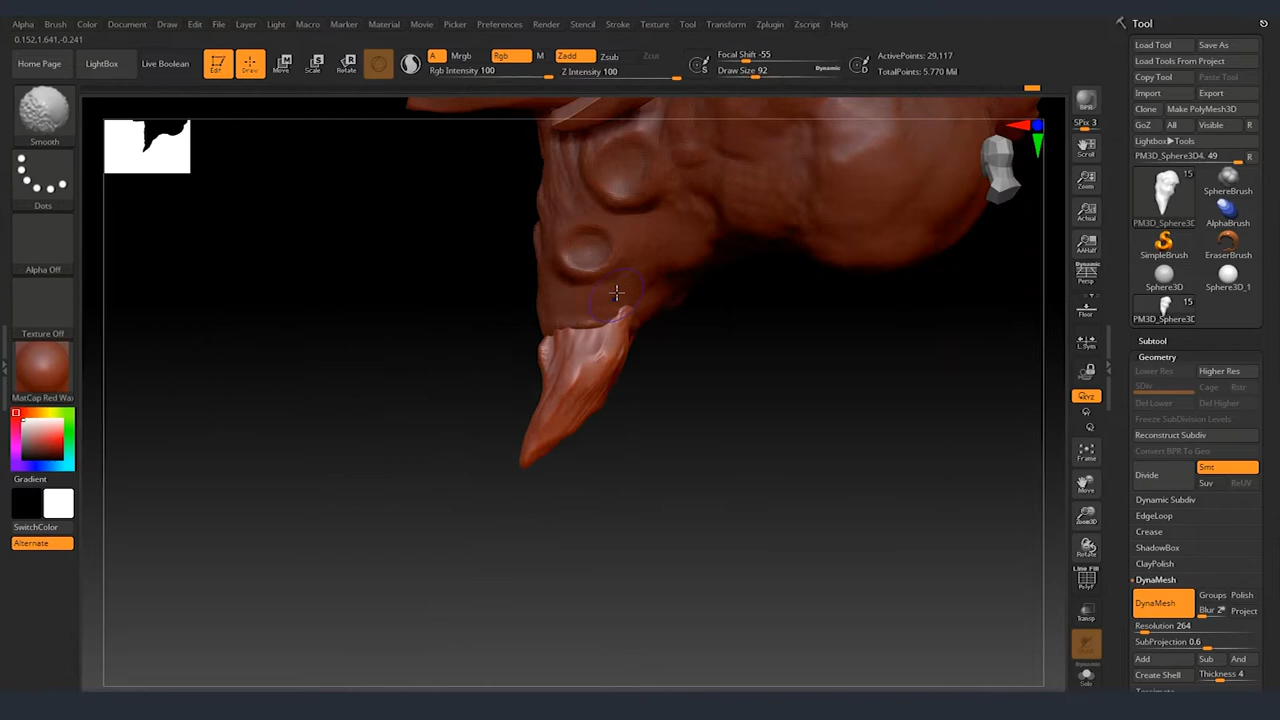 Alpha Brush Color Document Draw Edit File Layer Light Macro Marker Material Movie Picker Preferences Render Stencil Stroke Texture Tool Transform Zplugin Zscript Help
0.152,1.641,-0.241
Home Page LightBox Live Boolean
Edit Draw Move Scale Rotate
A Mrgb Rgb M Zadd Zsub Zcut
Rgb Intensity 100 Z Intensity 100
S Focal Shift -55
Draw Size 92 Dynamic
D ActivePoints: 29,117
TotalPoints: 5.770 Mil
Smooth
Dots
Alpha Off
Texture Off
MatCap Red Wax
Gradient
SwitchColor
Alternate
BPR
SPix 3
Scroll
Zoom
Actual
AAHalf
Dynamic
Persp
Floor
L.Sym
XYZ
Frame
Move
Zoom3D
Rotate
Line Fill
PolyF
Transp
Dynamic
Solo
Tool
Load Tool Save As
Load Tools From Project
Copy Tool Paste Tool
Import Export
Clone Make PolyMesh3D
GoZ All Visible R
Lightbox▶Tools
PM3D_Sphere3D4. 49 R
15
PM3D_Sphere3D
SphereBrush
AlphaBrush
SimpleBrush EraserBrush
Sphere3D Sphere3D_1
15
PM3D_Sphere3D
Subtool
Geometry
Lower Res Higher Res
SDiv Cage Rstr
Del Lower Del Higher
Freeze SubDivision Levels
Reconstruct Subdiv
Convert BPR To Geo
Divide Smt
Suv ReUV
Dynamic Subdiv
EdgeLoop
Crease
ShadowBox
ClayPolish
DynaMesh
DynaMesh Groups Polish
Blur 2 Project
Resolution 264
SubProjection 0.6
Add Sub And
Create Shell Thickness 4